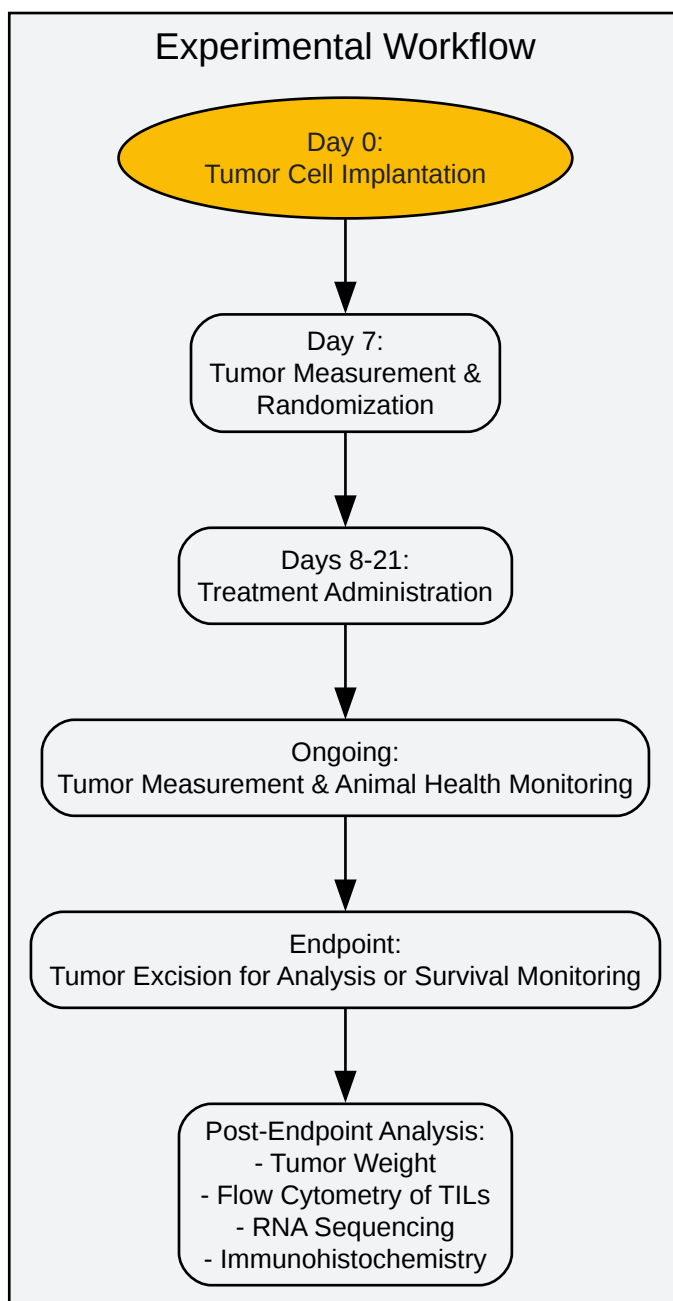 Experimental Workflow
Day 0:
Tumor Cell Implantation
Day 7:
Tumor Measurement &
Randomization
Days 8-21:
Treatment Administration
Ongoing:
Tumor Measurement & Animal Health Monitoring
Endpoint:
Tumor Excision for Analysis or Survival Monitoring
Post-Endpoint Analysis:
- Tumor Weight
- Flow Cytometry of TILs
- RNA Sequencing
- Immunohistochemistry